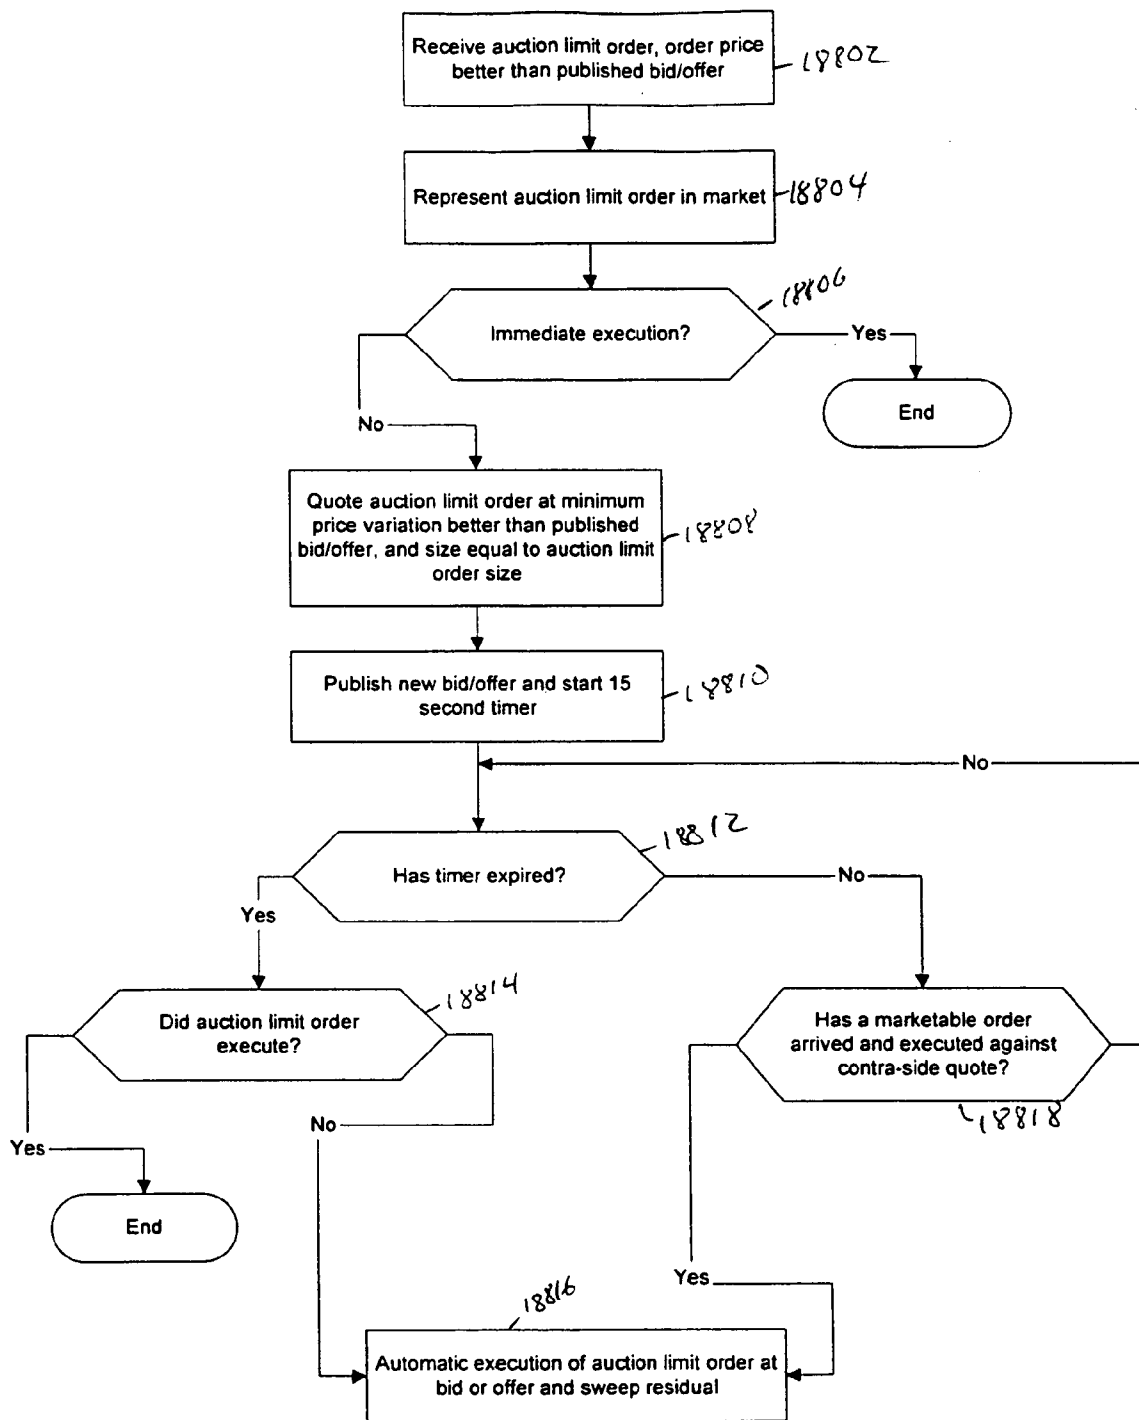 Receive auction limit order, order price
better than published bid/offer
18802
Represent auction limit order in market
18804
Immediate execution?
18806
Yes
End
No
Quote auction limit order at minimum
price variation better than published
bid/offer, and size equal to auction limit
order size
18808
Publish new bid/offer and start 15
second timer
18810
No
Has timer expired?
18812
No
Yes
Did auction limit order
execute?
18814
Has a marketable order
arrived and executed against
contra-side quote?
18818
No
Yes
End
Yes
18816
Automatic execution of auction limit order at
bid or offer and sweep residual